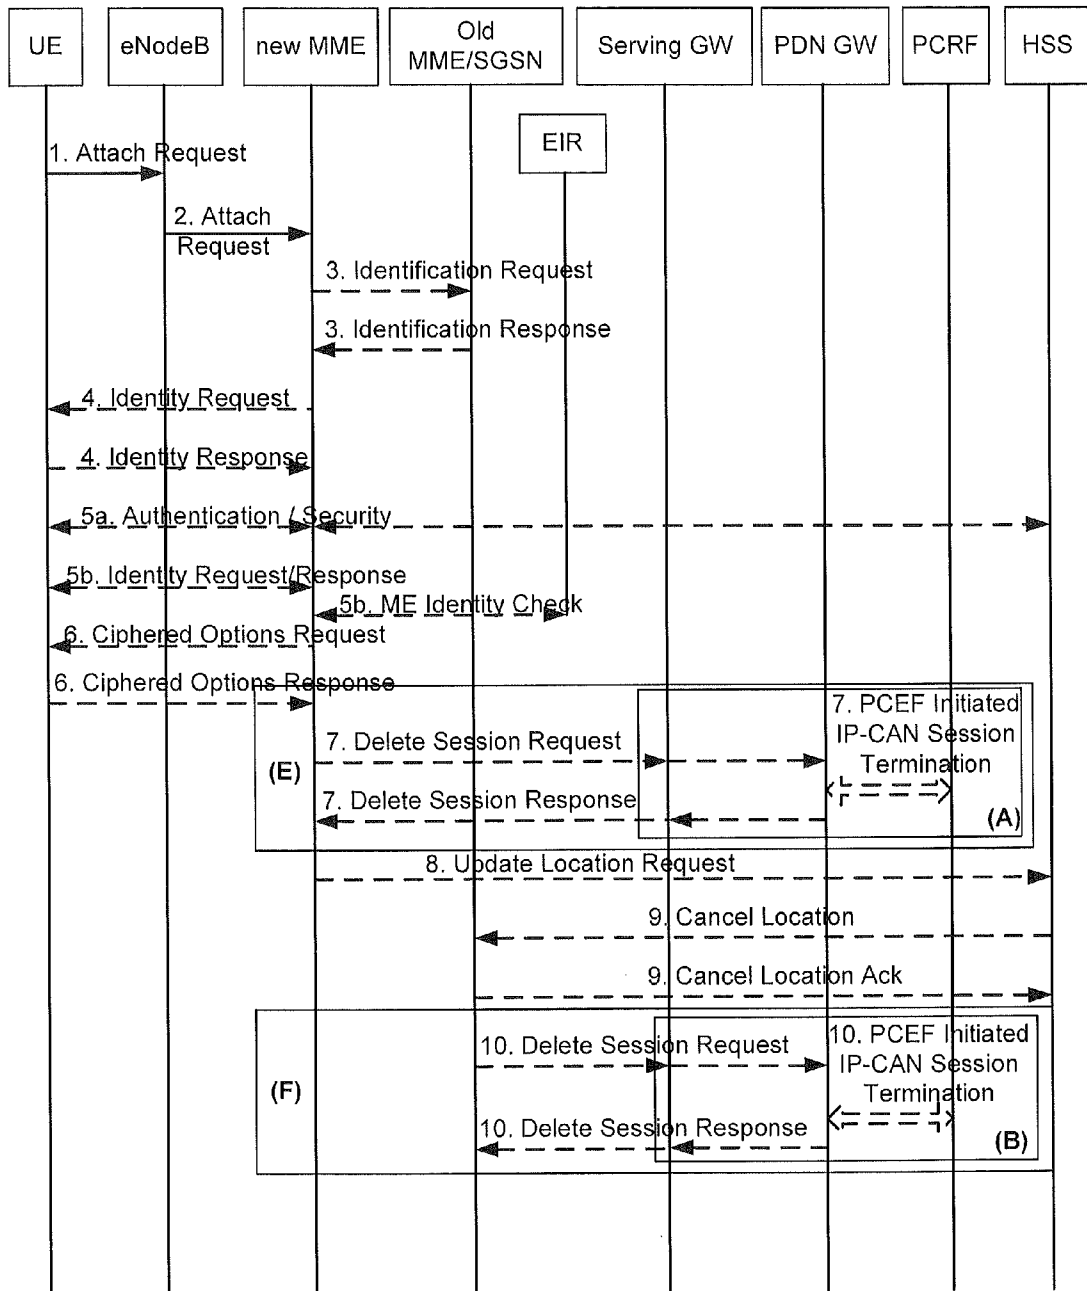 UE
eNodeB
new MME
Old
MME/SGSN
Serving GW
PDN GW
PCRF
HSS
EIR
1. Attach Request
2. Attach
Request
3. Identification Request
3. Identification Response
4. Identity Request
4. Identity Response
5a. Authentication / Security
5b. Identity Request/Response
5b. ME Identity Check
6. Ciphered Options Request
6. Ciphered Options Response
7. PCEF Initiated
IP-CAN Session
Termination
7. Delete Session Request
(E)
7. Delete Session Response
(A)
8. Update Location Request
9. Cancel Location
9. Cancel Location Ack
10. PCEF Initiated
IP-CAN Session
Termination
10. Delete Session Request
(F)
10. Delete Session Response
(B)